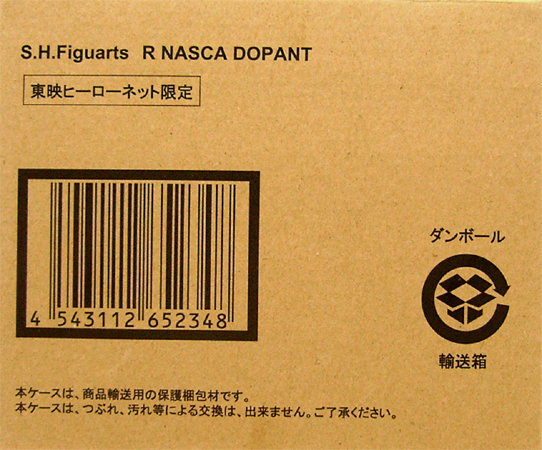 S.H.Figuarts R NASCA DOPANT
東映ヒーローネット限定
4 543112 652348
ダンボール
輸送箱
本ケースは、商品輸送用の保護梱包材です。
本ケースは、つぶれ、汚れ等による交換は、出来ません。ご了承ください。